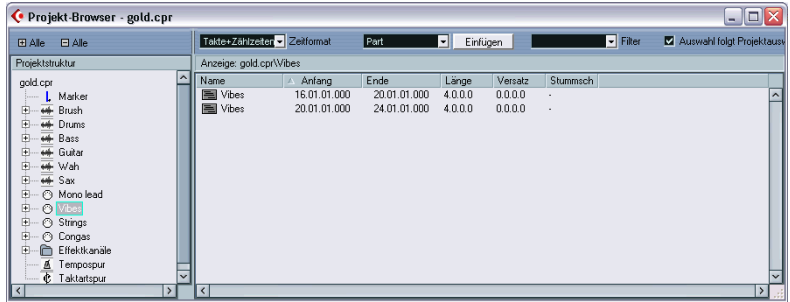 Projekt-Browser - gold.cpr
Alle Alle Takte+Zählzeiten Zeitformat Part Einfügen Filter Auswahl folgt Projektausw
Projektstruktur Anzeige: gold.cpr\Vibes
Name Anfang Ende Länge Versatz Stummsch
gold.cpr
Vibes 16.01.01.000 20.01.01.000 4.0.0.0 0.0.0.0 -
Vibes 20.01.01.000 24.01.01.000 4.0.0.0 0.0.0.0 -
Marker
Brush
Drums
Bass
Guitar
Wah
Sax
Mono lead
Vibes
Strings
Congas
Effektkanäle
Tempospur
Taktartspur